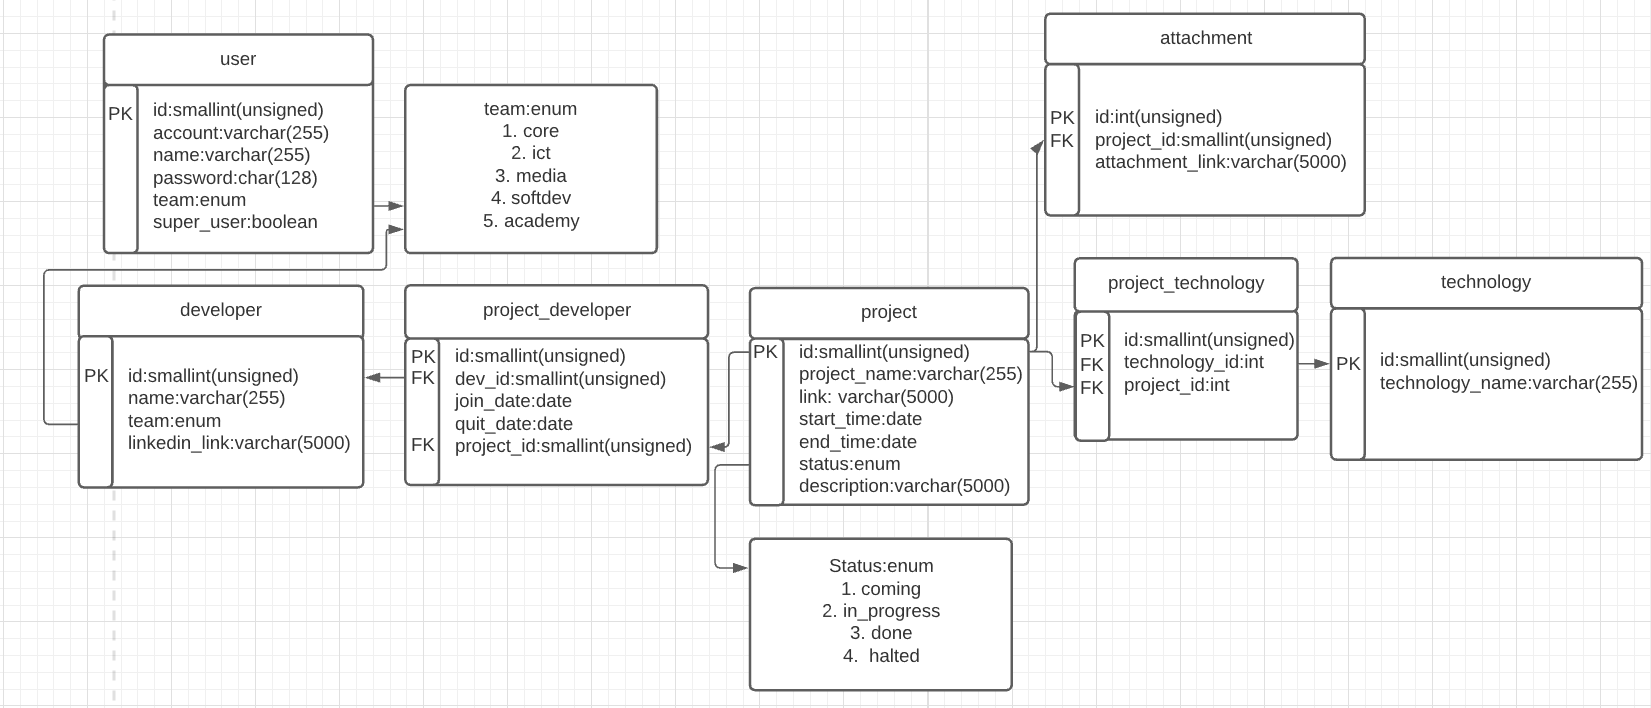 user
PK
id:smallint(unsigned)
account:varchar(255)
name:varchar(255)
password:char(128)
team:enum
super_user:boolean
team:enum
1. core
2. ict
3. media
4. softdev
5. academy
attachment
PK
FK
id:int(unsigned)
project_id:smallint(unsigned)
attachment_link:varchar(5000)
developer
PK
id:smallint(unsigned)
name:varchar(255)
team:enum
linkedin_link:varchar(5000)
project_developer
PK
FK
FK
id:smallint(unsigned)
dev_id:smallint(unsigned)
join_date:date
quit_date:date
project_id:smallint(unsigned)
project
PK
id:smallint(unsigned)
project_name:varchar(255)
link: varchar(5000)
start_time:date
end_time:date
status:enum
description:varchar(5000)
project_technology
PK
FK
FK
id:smallint(unsigned)
technology_id:int
project_id:int
technology
PK
id:smallint(unsigned)
technology_name:varchar(255)
Status:enum
1. coming
2. in_progress
3. done
4. halted